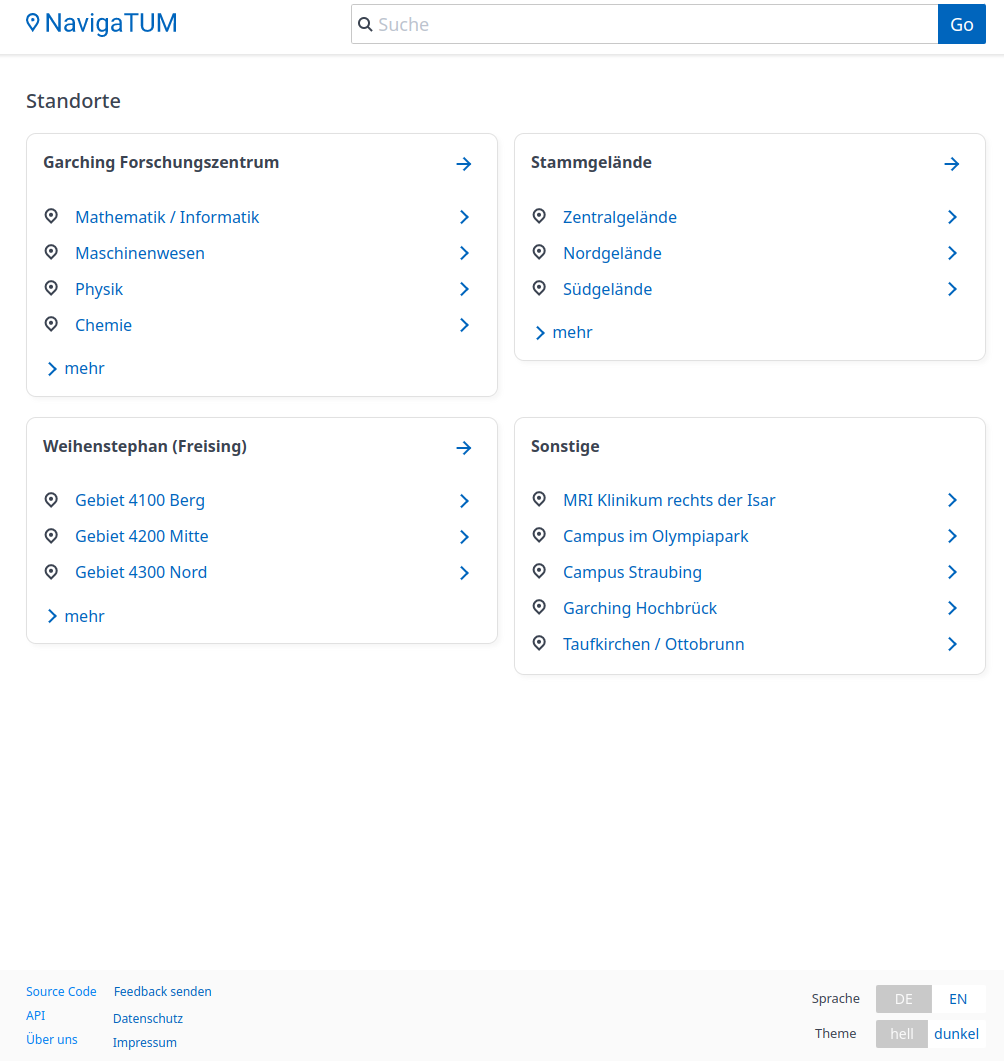 NavigaTUM
Suche
Go
Standorte
Garching Forschungszentrum
Mathematik / Informatik
Maschinenwesen
Physik
Chemie
mehr
Stammgelände
Zentralgelände
Nordgelände
Südgelände
mehr
Weihenstephan (Freising)
Gebiet 4100 Berg
Gebiet 4200 Mitte
Gebiet 4300 Nord
mehr
Sonstige
MRI Klinikum rechts der Isar
Campus im Olympiapark
Campus Straubing
Garching Hochbrück
Taufkirchen / Ottobrunn
Source Code
API
Über uns
Feedback senden
Datenschutz
Impressum
Sprache DE EN
Theme hell dunkel